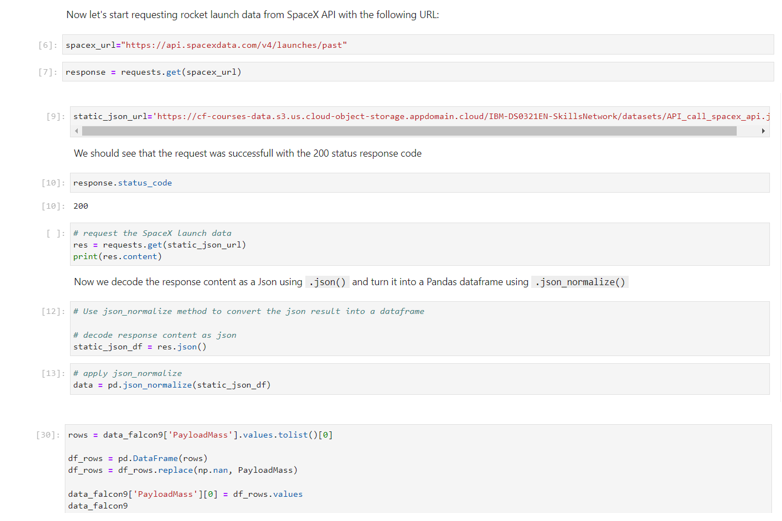 Now let's start requesting rocket launch data from SpaceX API with the following URL:
[6]: spacex_url="https://api.spacexdata.com/v4/launches/past"
[7]: response = requests.get(spacex_url)
[9]: static_json_url='https://cf-courses-data.s3.us.cloud-object-storage.appdomain.cloud/IBM-DS0321EN-SkillsNetwork/datasets/API_call_spacex_api.j
We should see that the request was successfull with the 200 status response code
[10]: response.status_code
[10]: 200
[ ]: # request the SpaceX launch data
res = requests.get(static_json_url)
print(res.content)
Now we decode the response content as a Json using .json() and turn it into a Pandas dataframe using .json_normalize()
[12]: # Use json_normalize method to convert the json result into a dataframe
# decode response content as json
static_json_df = res.json()
[13]: # apply json_normalize
data = pd.json_normalize(static_json_df)
[30]: rows = data_falcon9['PayloadMass'].values.tolist()[0]
df_rows = pd.DataFrame(rows)
df_rows = df_rows.replace(np.nan, PayloadMass)
data_falcon9['PayloadMass'][0] = df_rows.values
data_falcon9